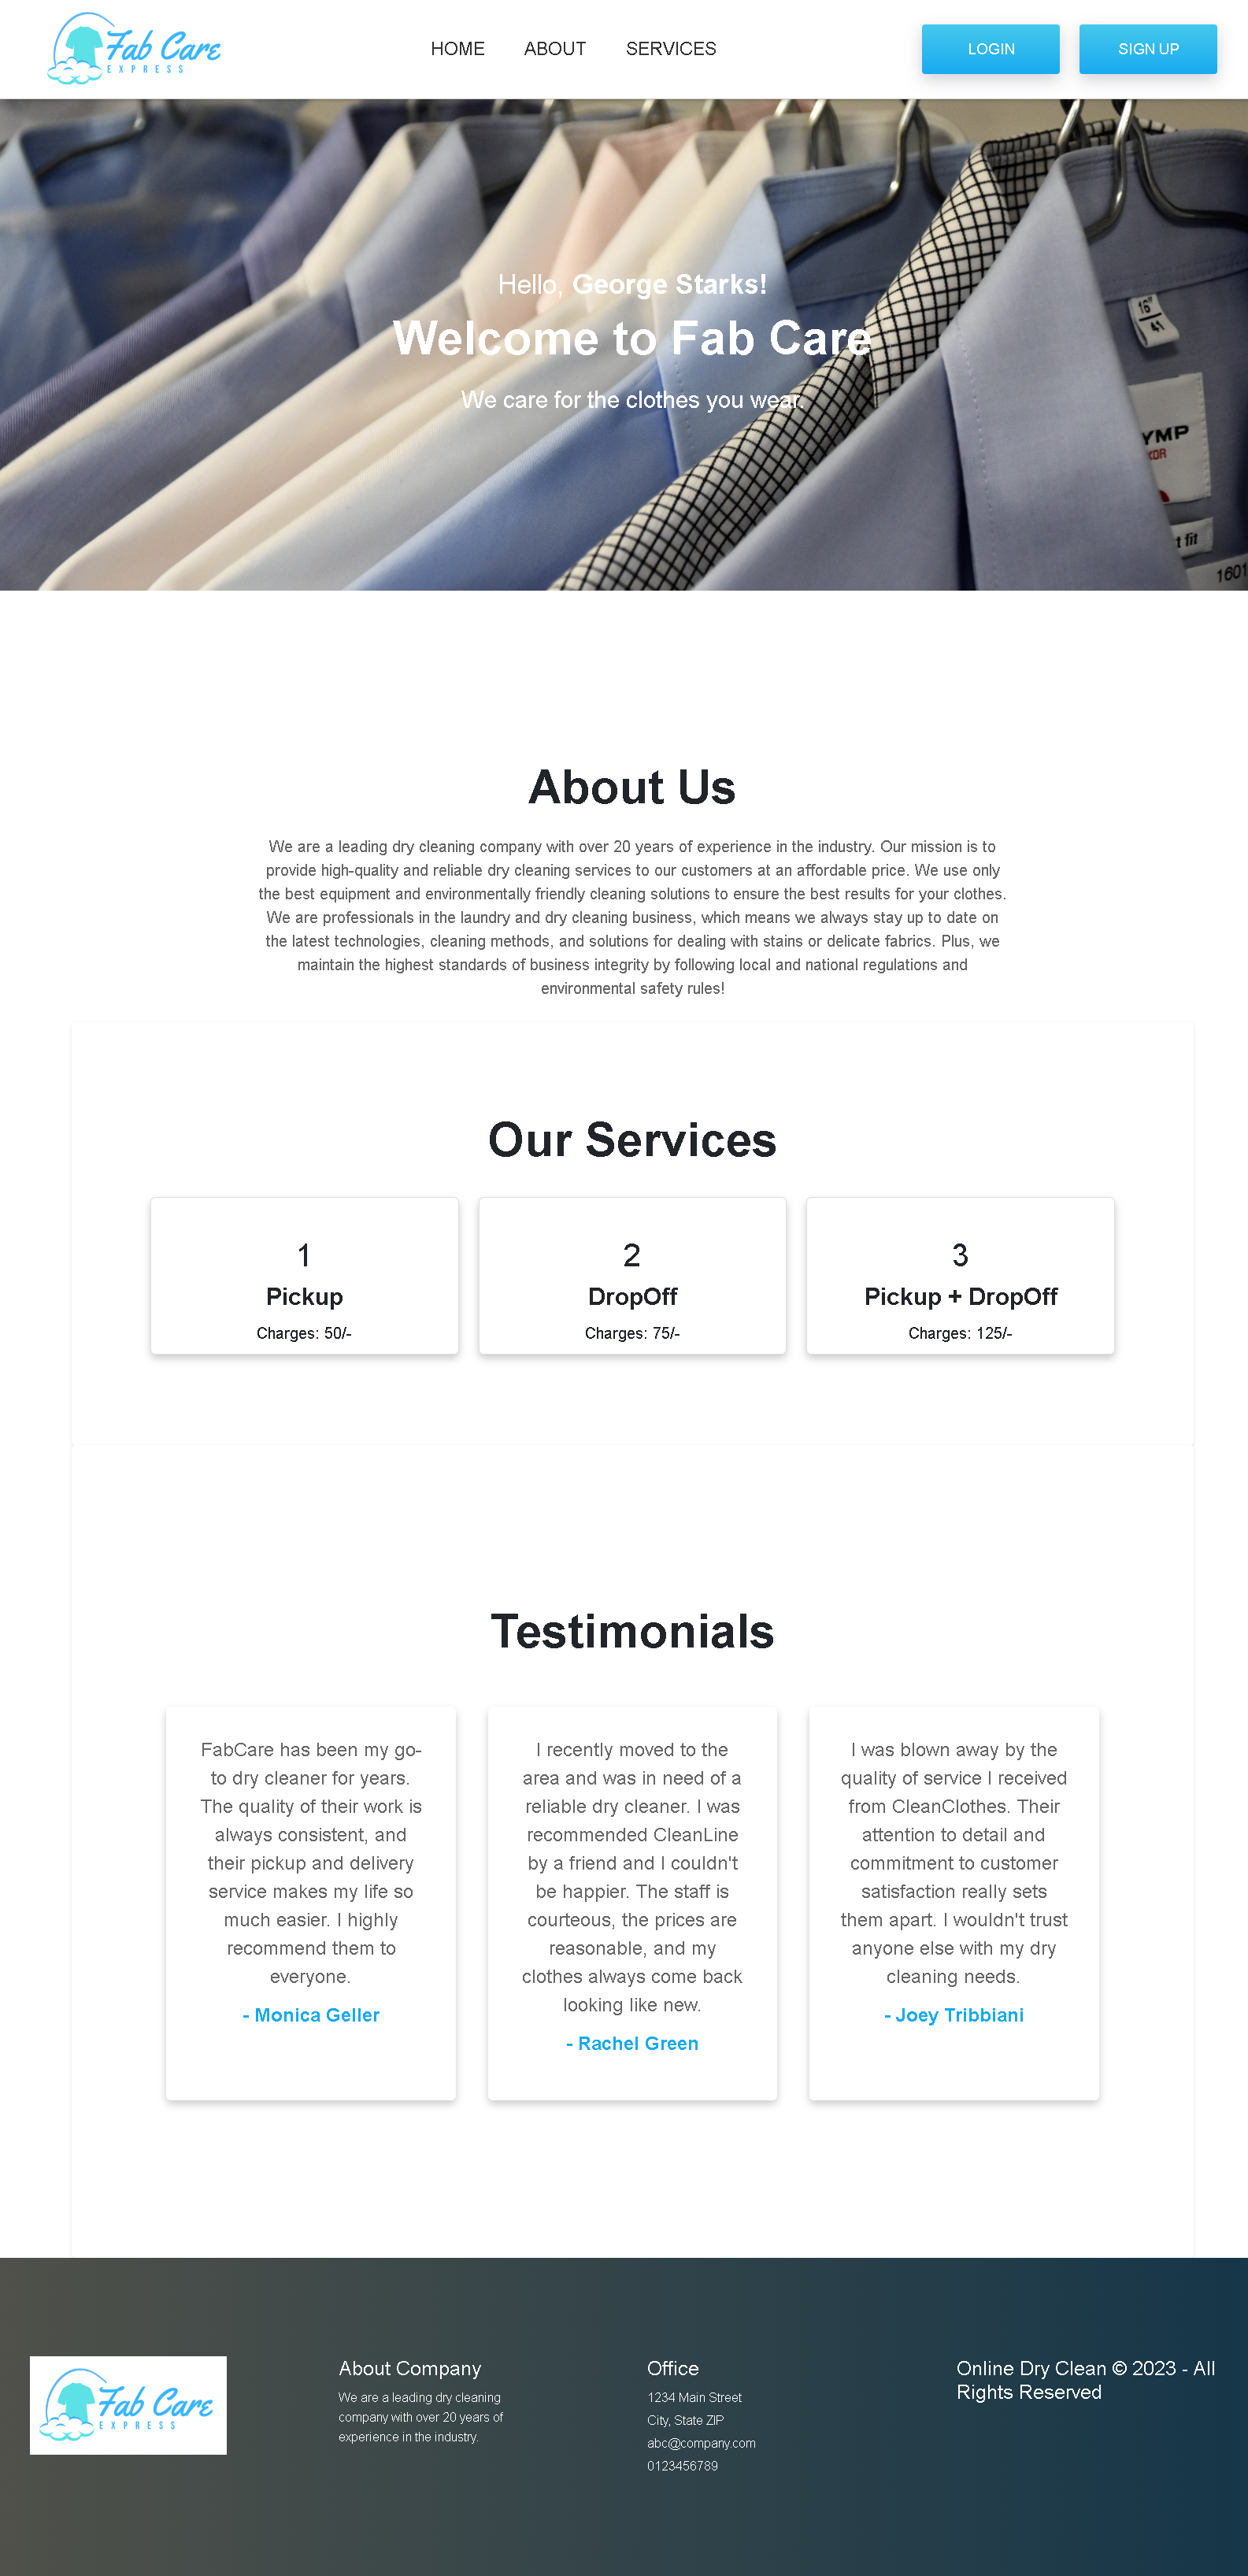 Fab Care
EXPRESS
HOME ABOUT SERVICES
LOGIN SIGN UP
Hello, George Starks!
Welcome to Fab Care
We care for the clothes you wear.
16"
41
YMP
KOR
t fit
1601
About Us
We are a leading dry cleaning company with over 20 years of experience in the industry. Our mission is to
provide high-quality and reliable dry cleaning services to our customers at an affordable price. We use only
the best equipment and environmentally friendly cleaning solutions to ensure the best results for your clothes.
We are professionals in the laundry and dry cleaning business, which means we always stay up to date on
the latest technologies, cleaning methods, and solutions for dealing with stains or delicate fabrics. Plus, we
maintain the highest standards of business integrity by following local and national regulations and
environmental safety rules!
Our Services
1
Pickup
Charges: 50/-
2
DropOff
Charges: 75/-
3
Pickup + DropOff
Charges: 125/-
Testimonials
FabCare has been my go-
to dry cleaner for years.
The quality of their work is
always consistent, and
their pickup and delivery
service makes my life so
much easier. I highly
recommend them to
everyone.
- Monica Geller
I recently moved to the
area and was in need of a
reliable dry cleaner. I was
recommended CleanLine
by a friend and I couldn't
be happier. The staff is
courteous, the prices are
reasonable, and my
clothes always come back
looking like new.
- Rachel Green
I was blown away by the
quality of service I received
from CleanClothes. Their
attention to detail and
commitment to customer
satisfaction really sets
them apart. I wouldn't trust
anyone else with my dry
cleaning needs.
- Joey Tribbiani
Fab Care
EXPRESS
About Company
We are a leading dry cleaning
company with over 20 years of
experience in the industry.
Office
1234 Main Street
City, State ZIP
abc@company.com
0123456789
Online Dry Clean © 2023 - All
Rights Reserved